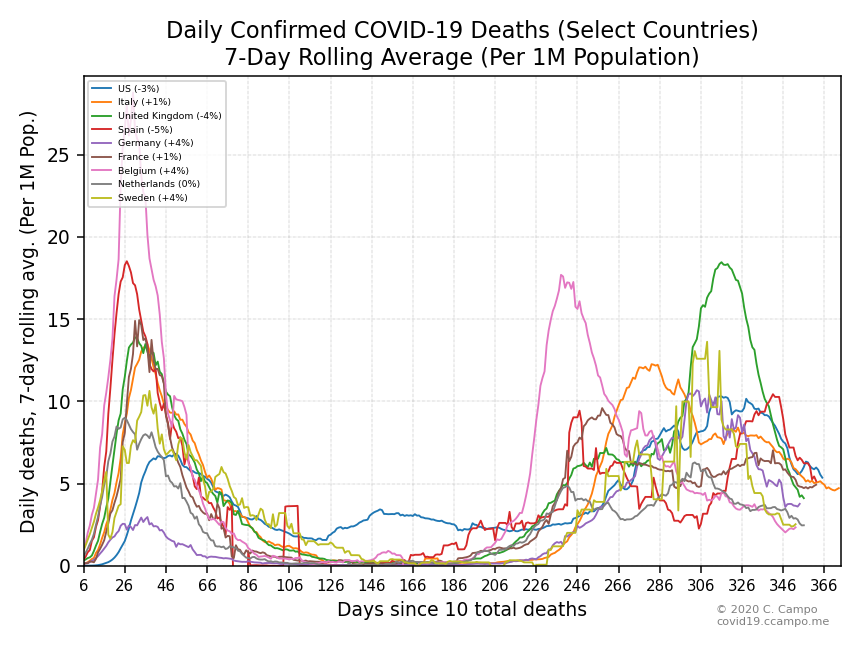 Daily Confirmed COVID-19 Deaths (Select Countries)
7-Day Rolling Average (Per 1M Population)
Daily deaths, 7-day rolling avg. (Per 1M Pop.)
US (-3%)
Italy (+1%)
United Kingdom (-4%)
Spain (-5%)
Germany (+4%)
France (+1%)
Belgium (+4%)
Netherlands (0%)
Sweden (+4%)
25
20
15
10
5
0
6 26 46 66 86 106 126 146 166 186 206 226 246 266 286 306 326 346 366
Days since 10 total deaths
© 2020 C. Campo
covid19.ccampo.me